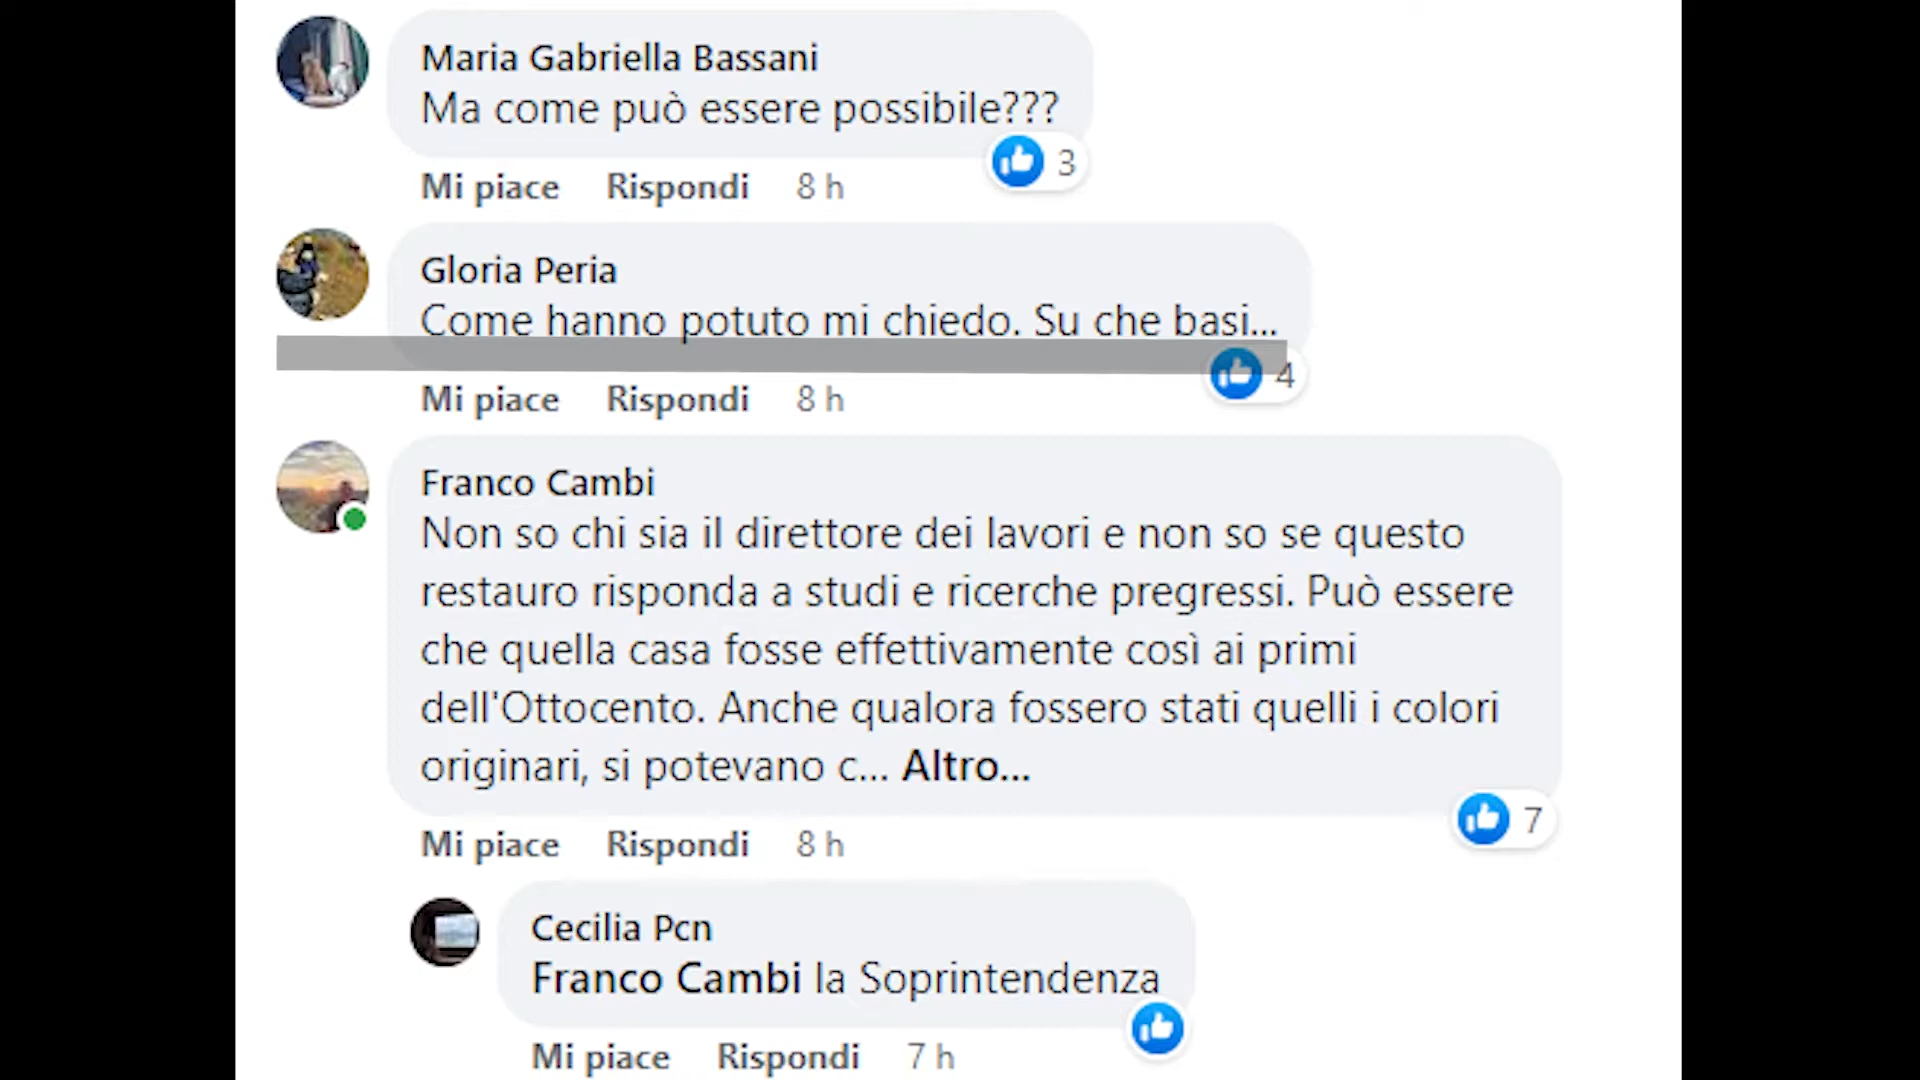 Maria Gabriella Bassani
Ma come può essere possibile???
3
Mi piace Rispondi 8 h
Gloria Peria
Come hanno potuto mi chiedo. Su che basi...
4
Mi piace Rispondi 8 h
Franco Cambi
Non so chi sia il direttore dei lavori e non so se questo
restauro risponda a studi e ricerche pregressi. Può essere
che quella casa fosse effettivamente così ai primi
dell'Ottocento. Anche qualora fossero stati quelli i colori
originari, si potevano c... Altro...
7
Mi piace Rispondi 8 h
Cecilia Pcn
Franco Cambi la Soprintendenza
Mi piace Rispondi 7 h